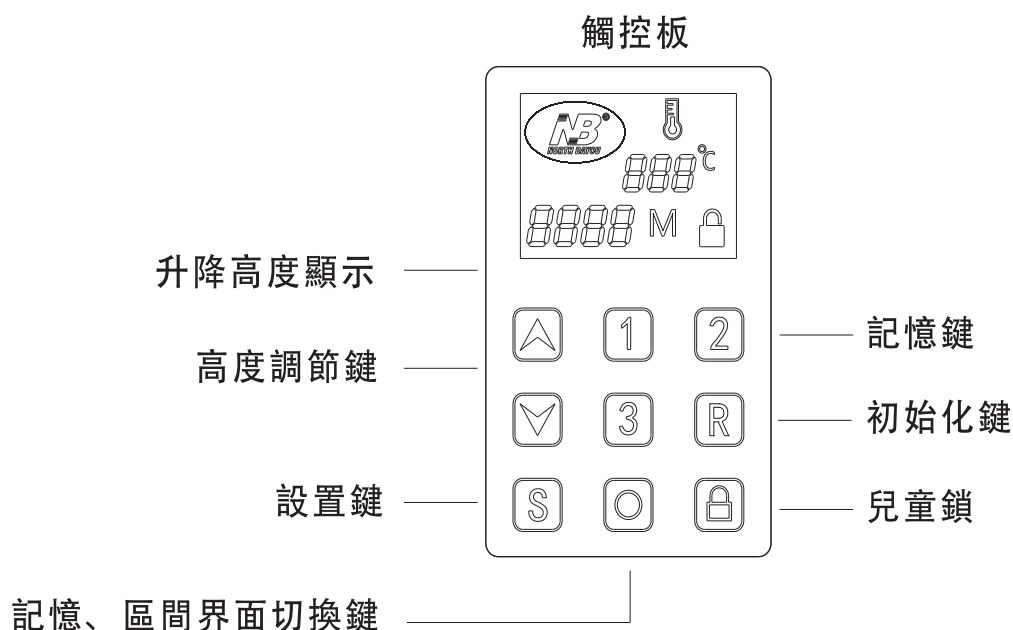 觸控板
NB®
NORTH BAYOU
888 °C
8888 M
升降高度顯示
1 2
記憶鍵
高度調節鍵
3 R
初始化鍵
設置鍵
S
兒童鎖
記憶、區間界面切換鍵